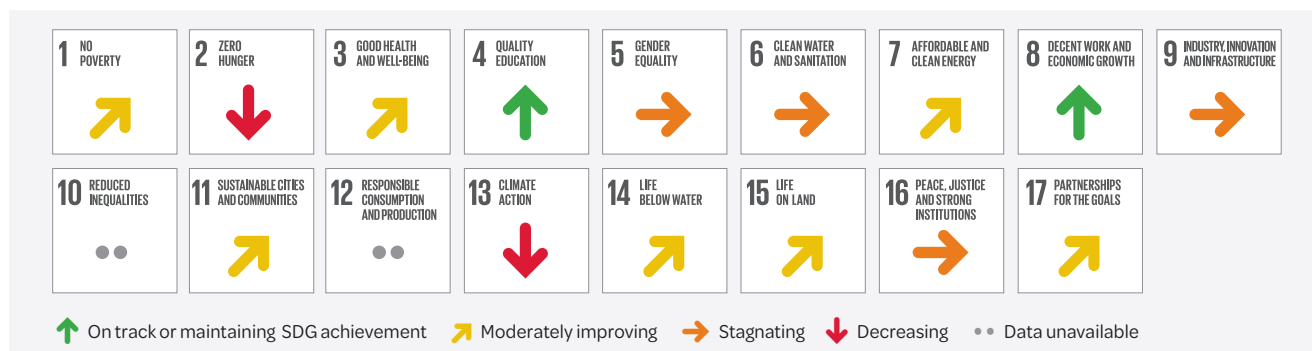 1 NO POVERTY
2 ZERO HUNGER
3 GOOD HEALTH AND WELL-BEING
4 QUALITY EDUCATION
5 GENDER EQUALITY
6 CLEAN WATER AND SANITATION
7 AFFORDABLE AND CLEAN ENERGY
8 DECENT WORK AND ECONOMIC GROWTH
9 INDUSTRY, INNOVATION AND INFRASTRUCTURE
10 REDUCED INEQUALITIES
11 SUSTAINABLE CITIES AND COMMUNITIES
12 RESPONSIBLE CONSUMPTION AND PRODUCTION
13 CLIMATE ACTION
14 LIFE BELOW WATER
15 LIFE ON LAND
16 PEACE, JUSTICE AND STRONG INSTITUTIONS
17 PARTNERSHIPS FOR THE GOALS
On track or maintaining SDG achievement
Moderately improving
Stagnating
Decreasing
Data unavailable